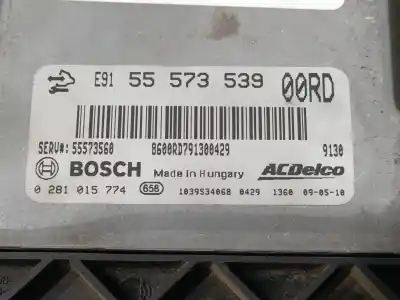 E91 55 573 539 00RD
SERV#: 55573560 8600RD791300429 9130
BOSCH Made in Hungary ACDelco
0 281 015 774 656 1039S34068 0429 1360 09-05-10